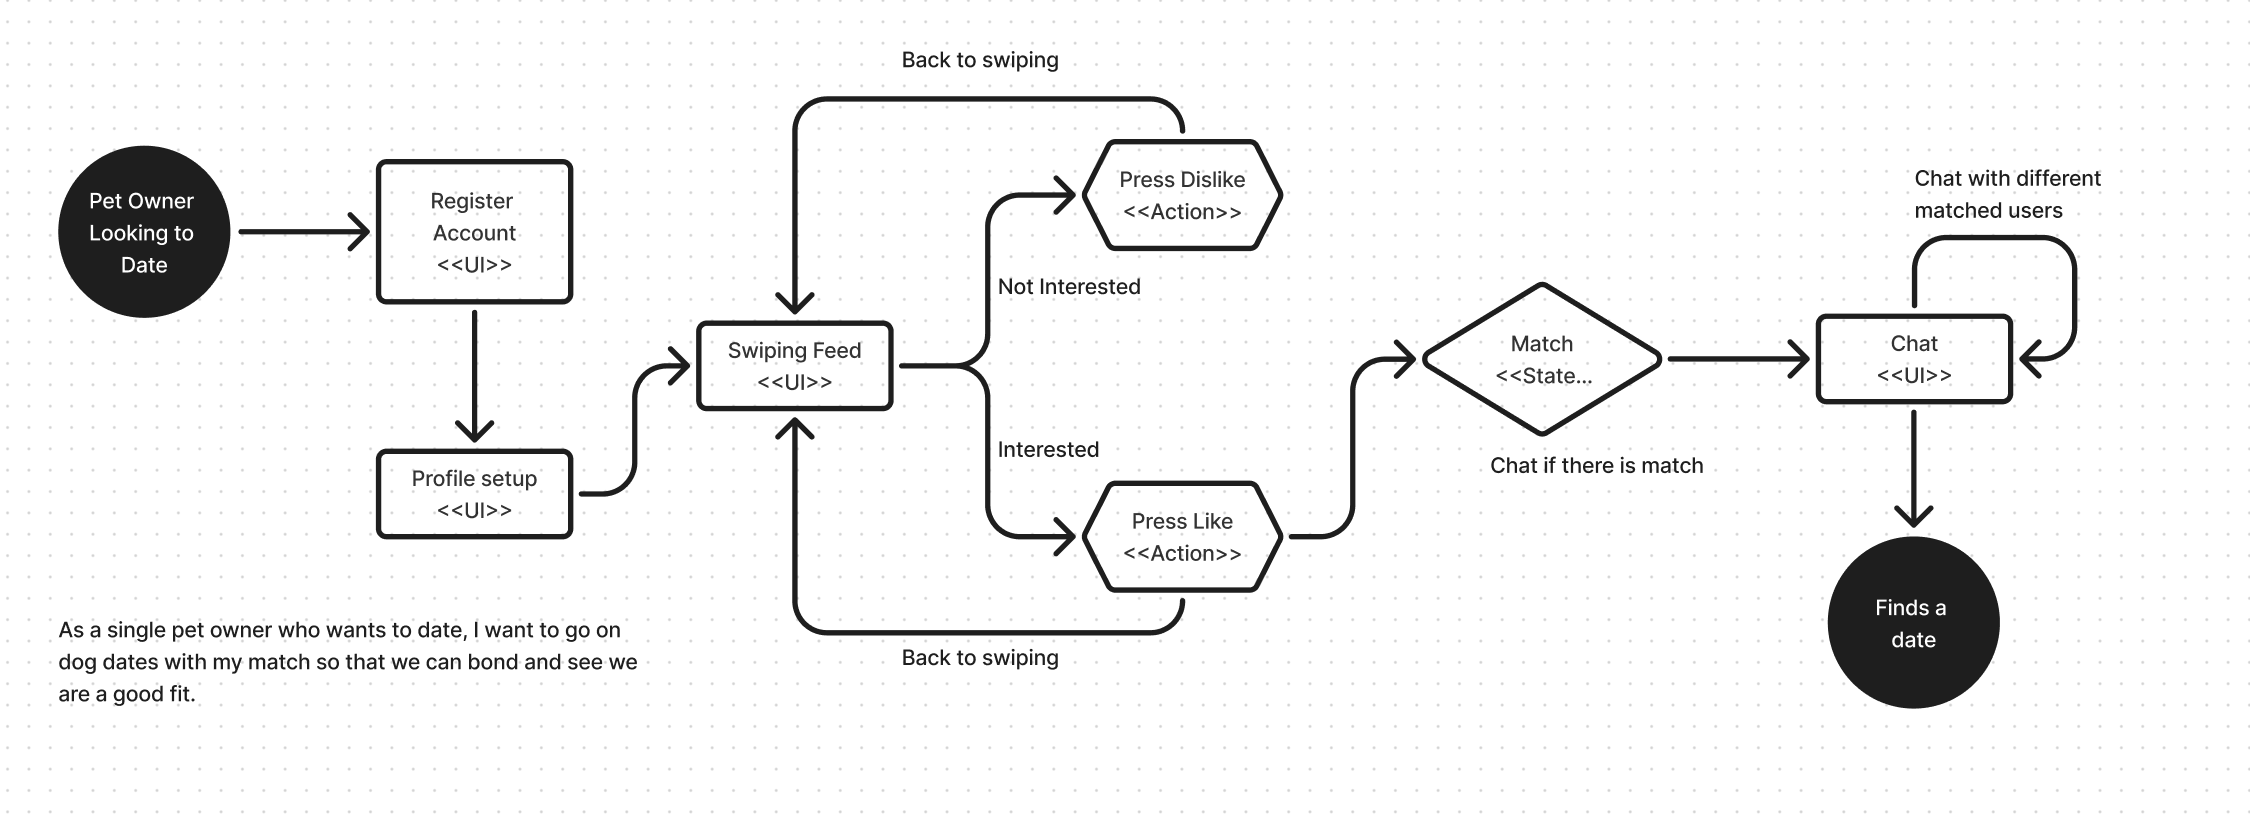 Back to swiping
Pet Owner
Looking to
Date
Register
Account
<<UI>>
Press Dislike
<<Action>>
Chat with different
matched users
Not Interested
Swiping Feed
<<UI>>
Match
<<State...
Chat
<<UI>>
Interested
Chat if there is match
Profile setup
<<UI>>
Press Like
<<Action>>
Finds a
date
As a single pet owner who wants to date, I want to go on
dog dates with my match so that we can bond and see we
are a good fit.
Back to swiping